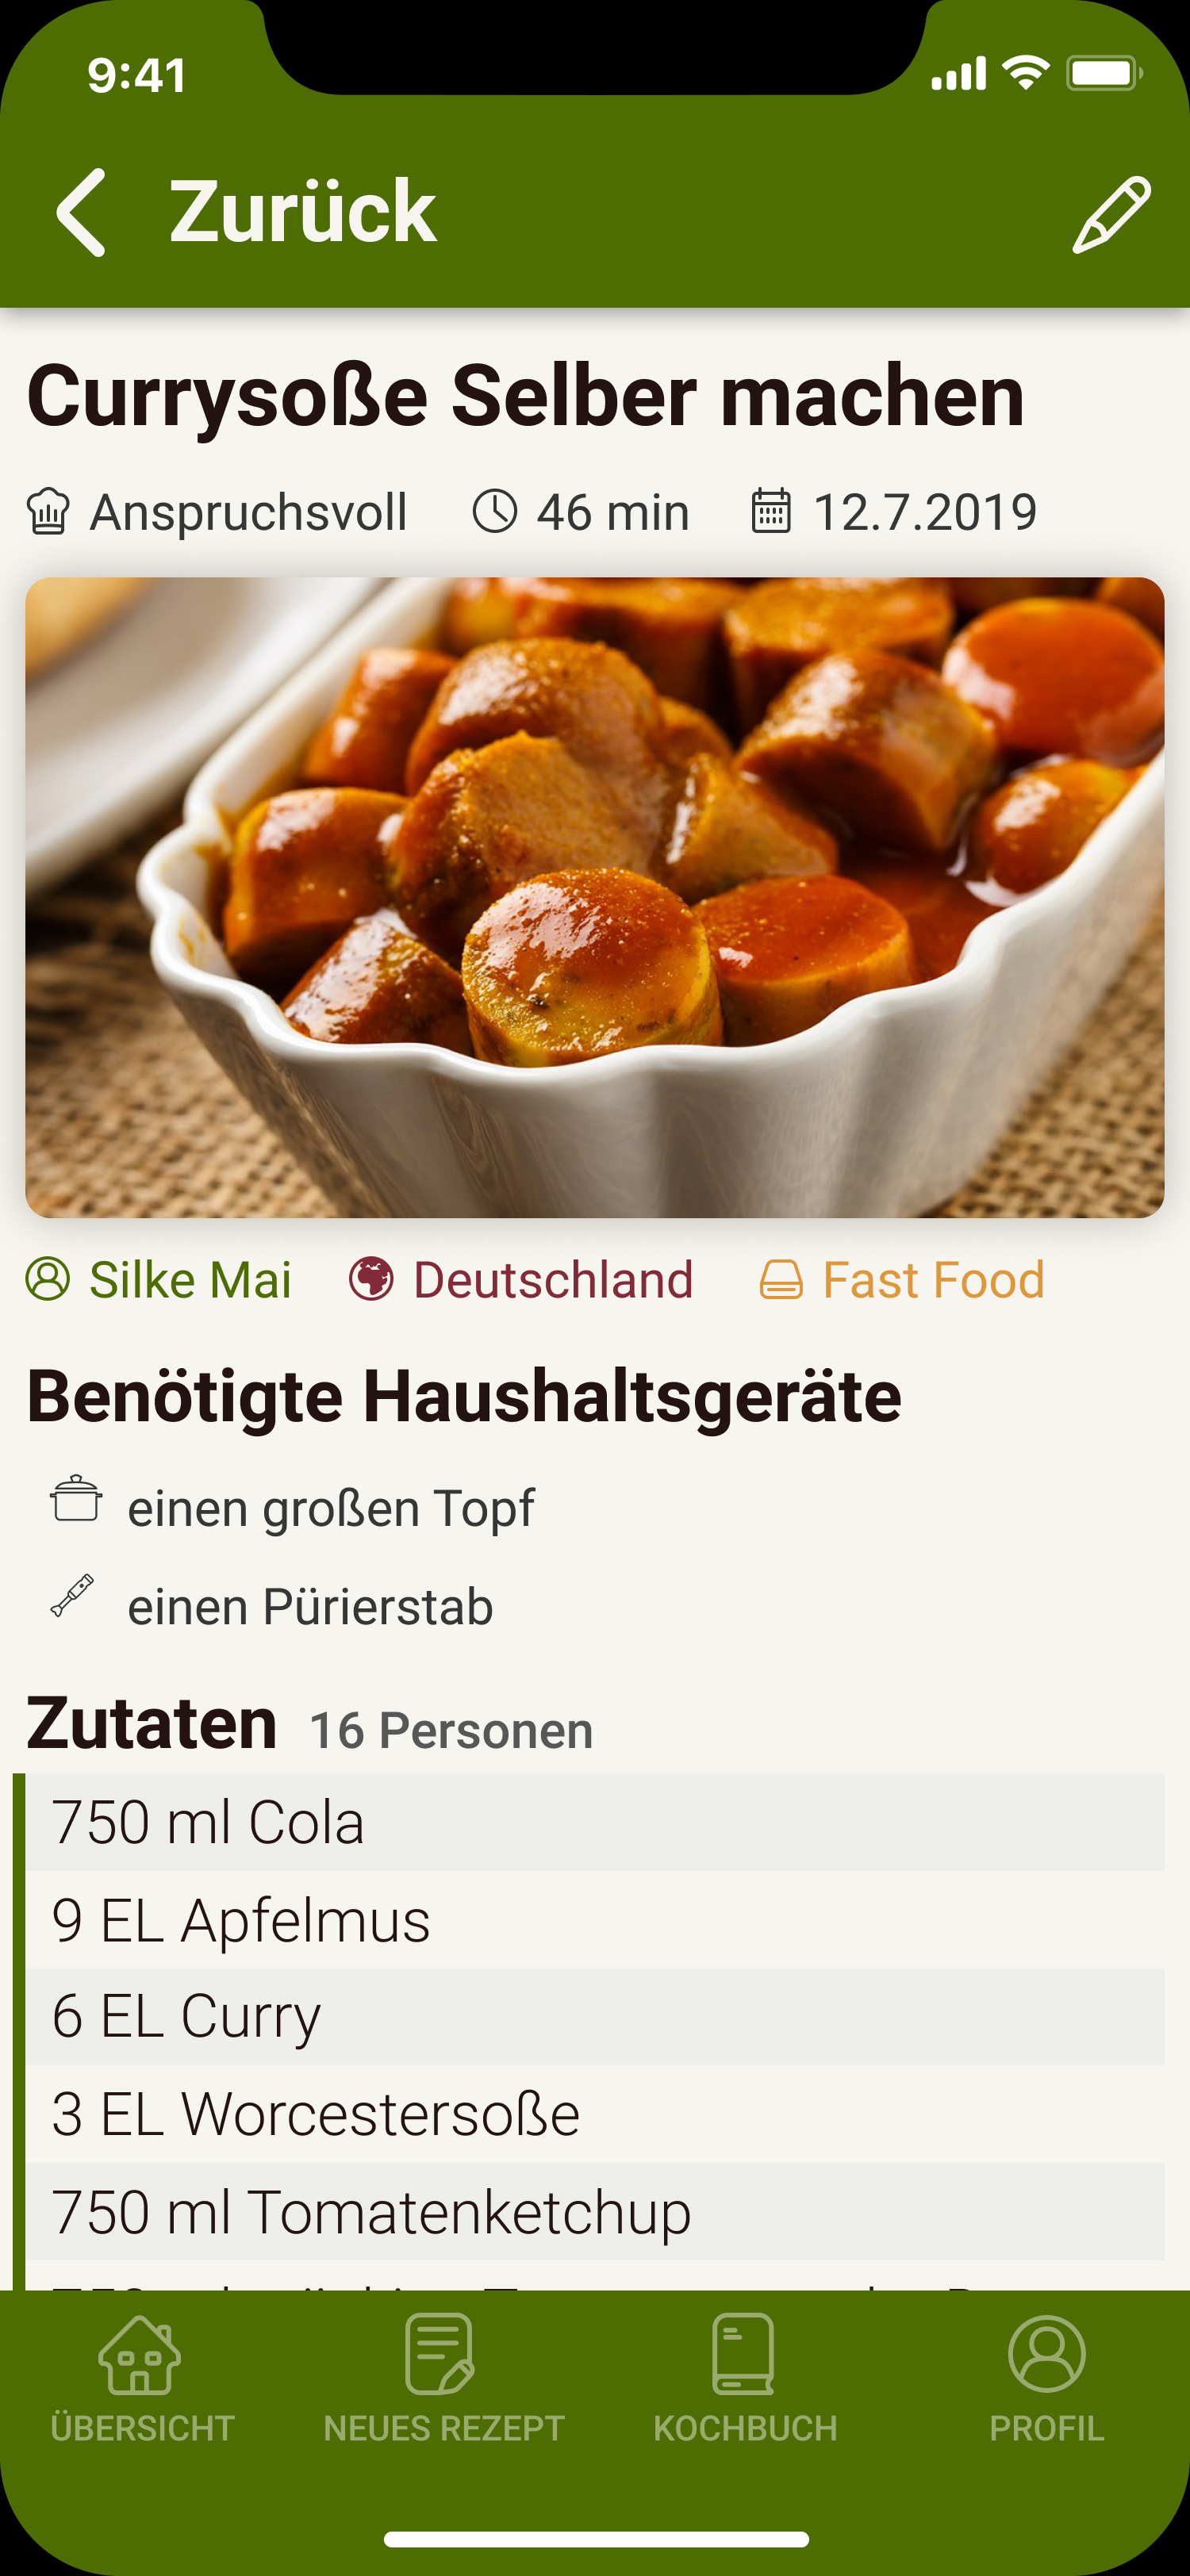 9:41
Zurück
Currysoße Selber machen
Anspruchsvoll 46 min 12.7.2019
Silke Mai Deutschland Fast Food
Benötigte Haushaltsgeräte
einen großen Topf
einen Pürierstab
Zutaten 16 Personen
750 ml Cola
9 EL Apfelmus
6 EL Curry
3 EL Worcestersoße
750 ml Tomatenketchup
ÜBERSICHT NEUES REZEPT KOCHBUCH PROFIL